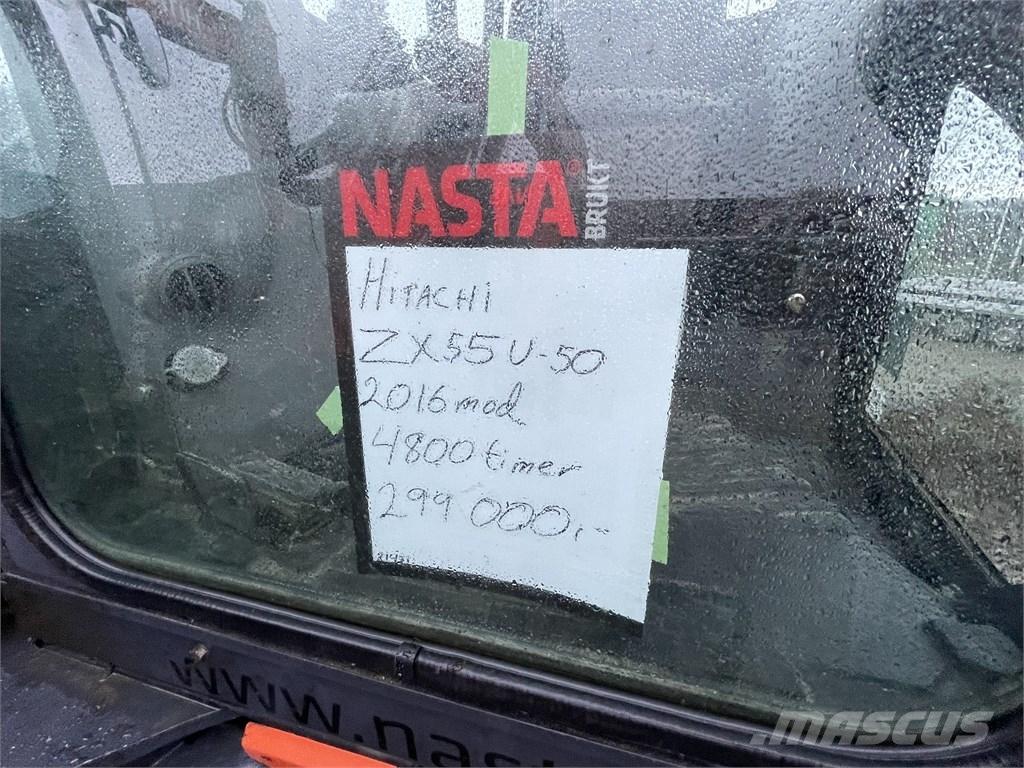 NASTA®
BRUKT
HITACHI
ZX55U-50
2016 mod.
4800 timer
299 000,-
www.nas
MASCUS